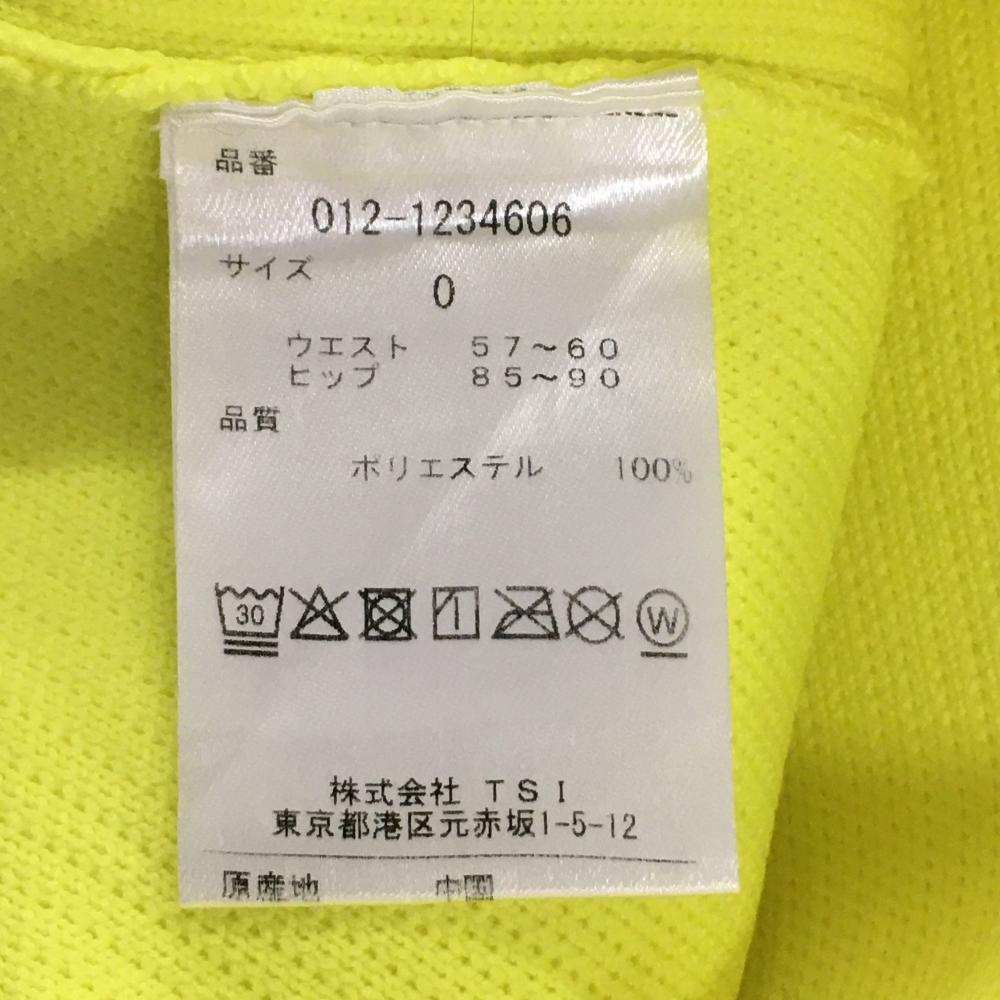 品番
012-1234606
サイズ
0
ウエスト 57～60
ヒップ 85～90
品質
ポリエステル 100%
30
W
株式会社 TSI
東京都港区元赤坂1-5-12
原産地 中国